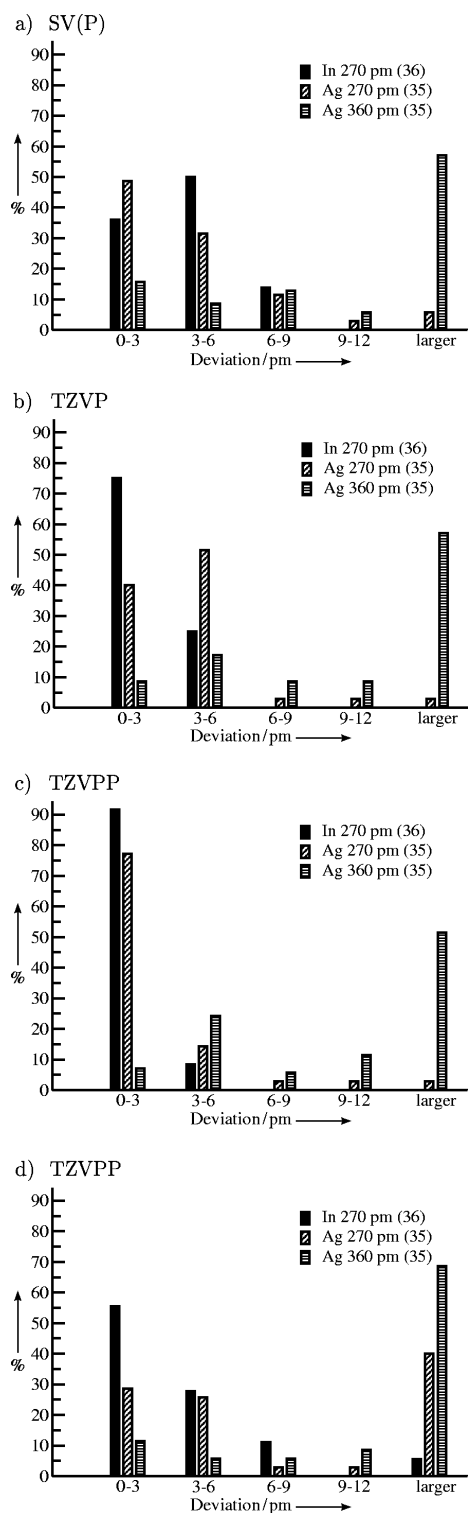 a) SV(P)
90
80
70
60
50
40
30
20
10
0
%
In 270 pm (36)
Ag 270 pm (35)
Ag 360 pm (35)
0-3 3-6 6-9 9-12 larger
Deviation/pm
b) TZVP
90
80
70
60
50
40
30
20
10
0
%
In 270 pm (36)
Ag 270 pm (35)
Ag 360 pm (35)
0-3 3-6 6-9 9-12 larger
Deviation/pm
c) TZVPP
90
80
70
60
50
40
30
20
10
0
%
In 270 pm (36)
Ag 270 pm (35)
Ag 360 pm (35)
0-3 3-6 6-9 9-12 larger
Deviation/pm
d) TZVPP
90
80
70
60
50
40
30
20
10
0
%
In 270 pm (36)
Ag 270 pm (35)
Ag 360 pm (35)
0-3 3-6 6-9 9-12 larger
Deviation/pm